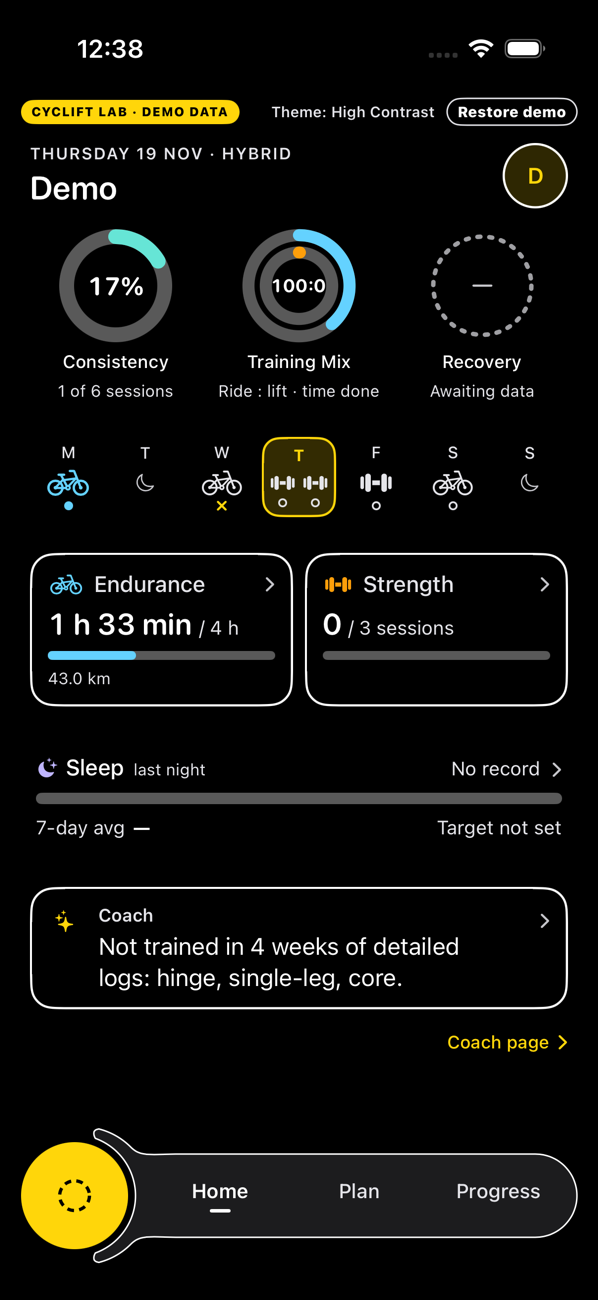 12:38
CYCLIFT LAB · DEMO DATA
Theme: High Contrast
Restore demo
THURSDAY 19 NOV · HYBRID
Demo
D
17%
100:0
—
Consistency
Training Mix
Recovery
1 of 6 sessions
Ride : lift · time done
Awaiting data
M T W T F S S
Endurance
1 h 33 min / 4 h
43.0 km
Strength
0 / 3 sessions
Sleep last night
No record
7-day avg —
Target not set
Coach
Not trained in 4 weeks of detailed
logs: hinge, single-leg, core.
Coach page
Home
Plan
Progress